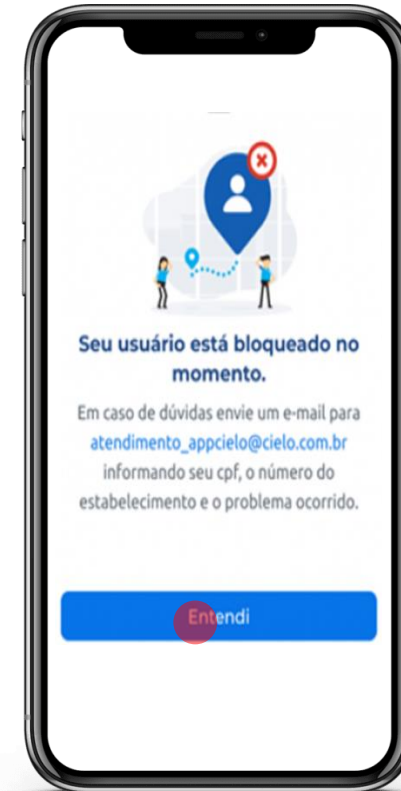 Seu usuário está bloqueado no
momento.
Em caso de dúvidas envie um e-mail para
atendimento_appcielo@cielo.com.br
informando seu cpf, o número do
estabelecimento e o problema ocorrido.
Entendi